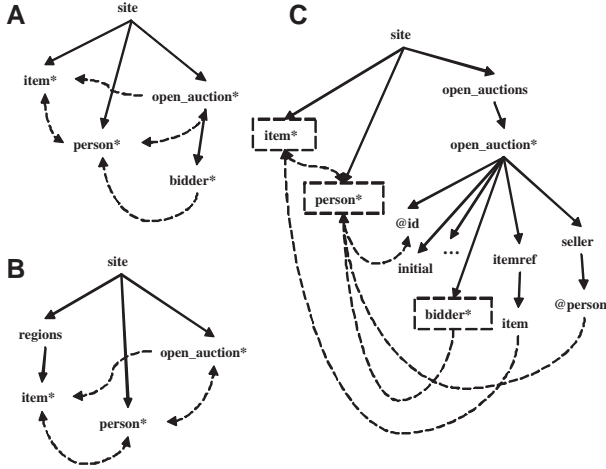 A
site
item*
open_auction*
person*
bidder*
B
site
regions
open_auction*
item*
person*
C
site
open_auctions
item*
open_auction*
person*
@id
seller
...
initial
itemref
@person
bidder*
item